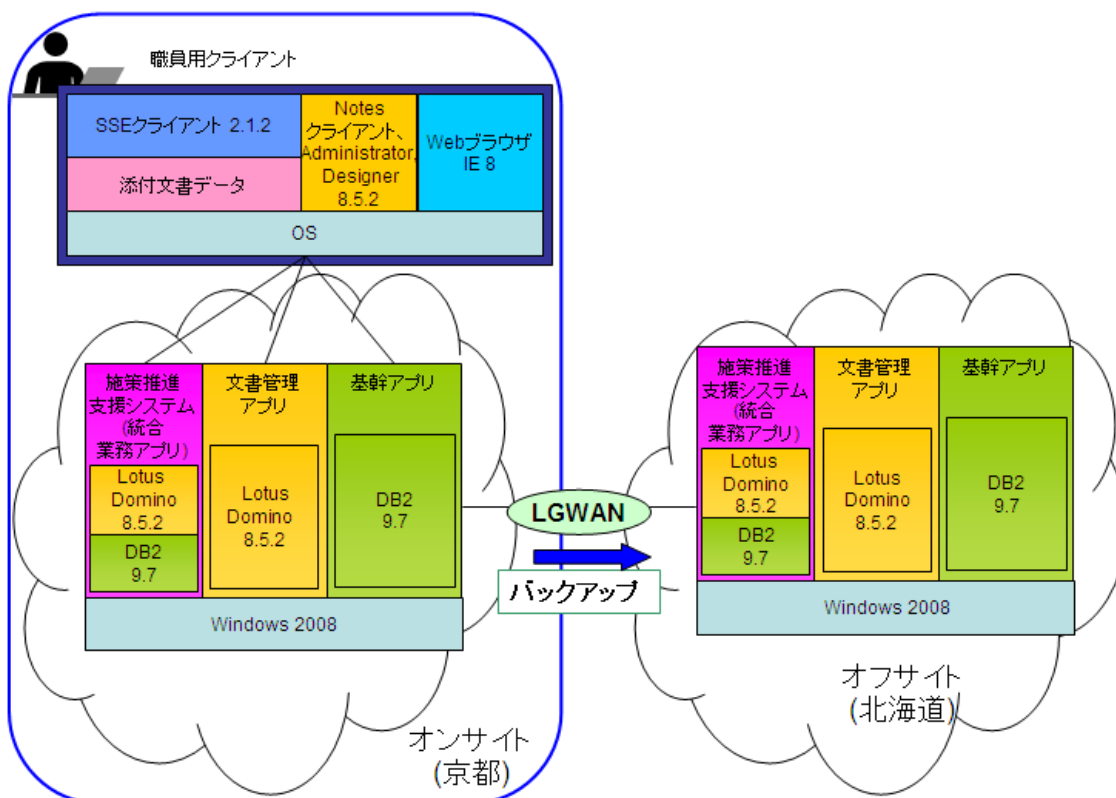 職員用クライアント
SSEクライアント 2.1.2
添付文書データ
Notes
クライアント、
Administrator,
Designer
8.5.2
Webブラウザ
IE 8
OS
施策推進
支援システム
(統合
業務アプリ)
Lotus
Domino
8.5.2
DB2
9.7
文書管理
アプリ
Lotus
Domino
8.5.2
基幹アプリ
DB2
9.7
Windows 2008
オンサイト
(京都)
LGWAN
バックアップ
施策推進
支援システム
(統合
業務アプリ)
Lotus
Domino
8.5.2
DB2
9.7
文書管理
アプリ
Lotus
Domino
8.5.2
基幹アプリ
DB2
9.7
Windows 2008
オフサイト
(北海道)